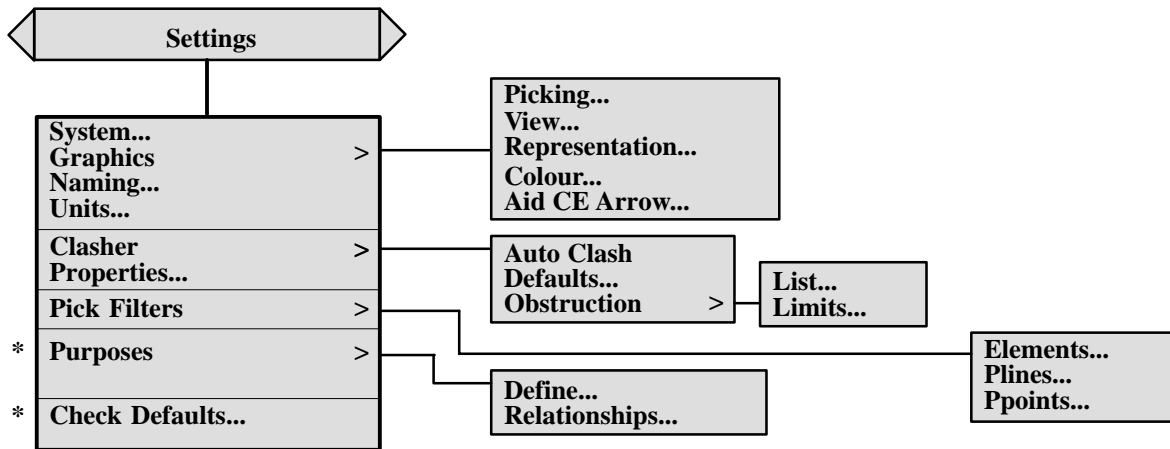 Settings
System...
Graphics >
Naming...
Units...
Clasher >
Properties...
Pick Filters >
* Purposes >
* Check Defaults...
Picking...
View...
Representation...
Colour...
Aid CE Arrow...
Auto Clash
Defaults...
Obstruction >
List...
Limits...
Elements...
Plines...
Ppoints...
Define...
Relationships...